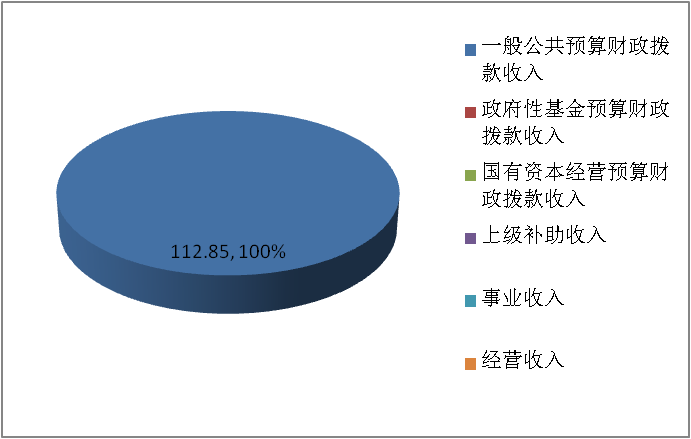 一般公共预算财政拨
款收入
政府性基金预算财政
拨款收入
国有资本经营预算财
政拨款收入
上级补助收入
112.85, 100%
事业收入
经营收入